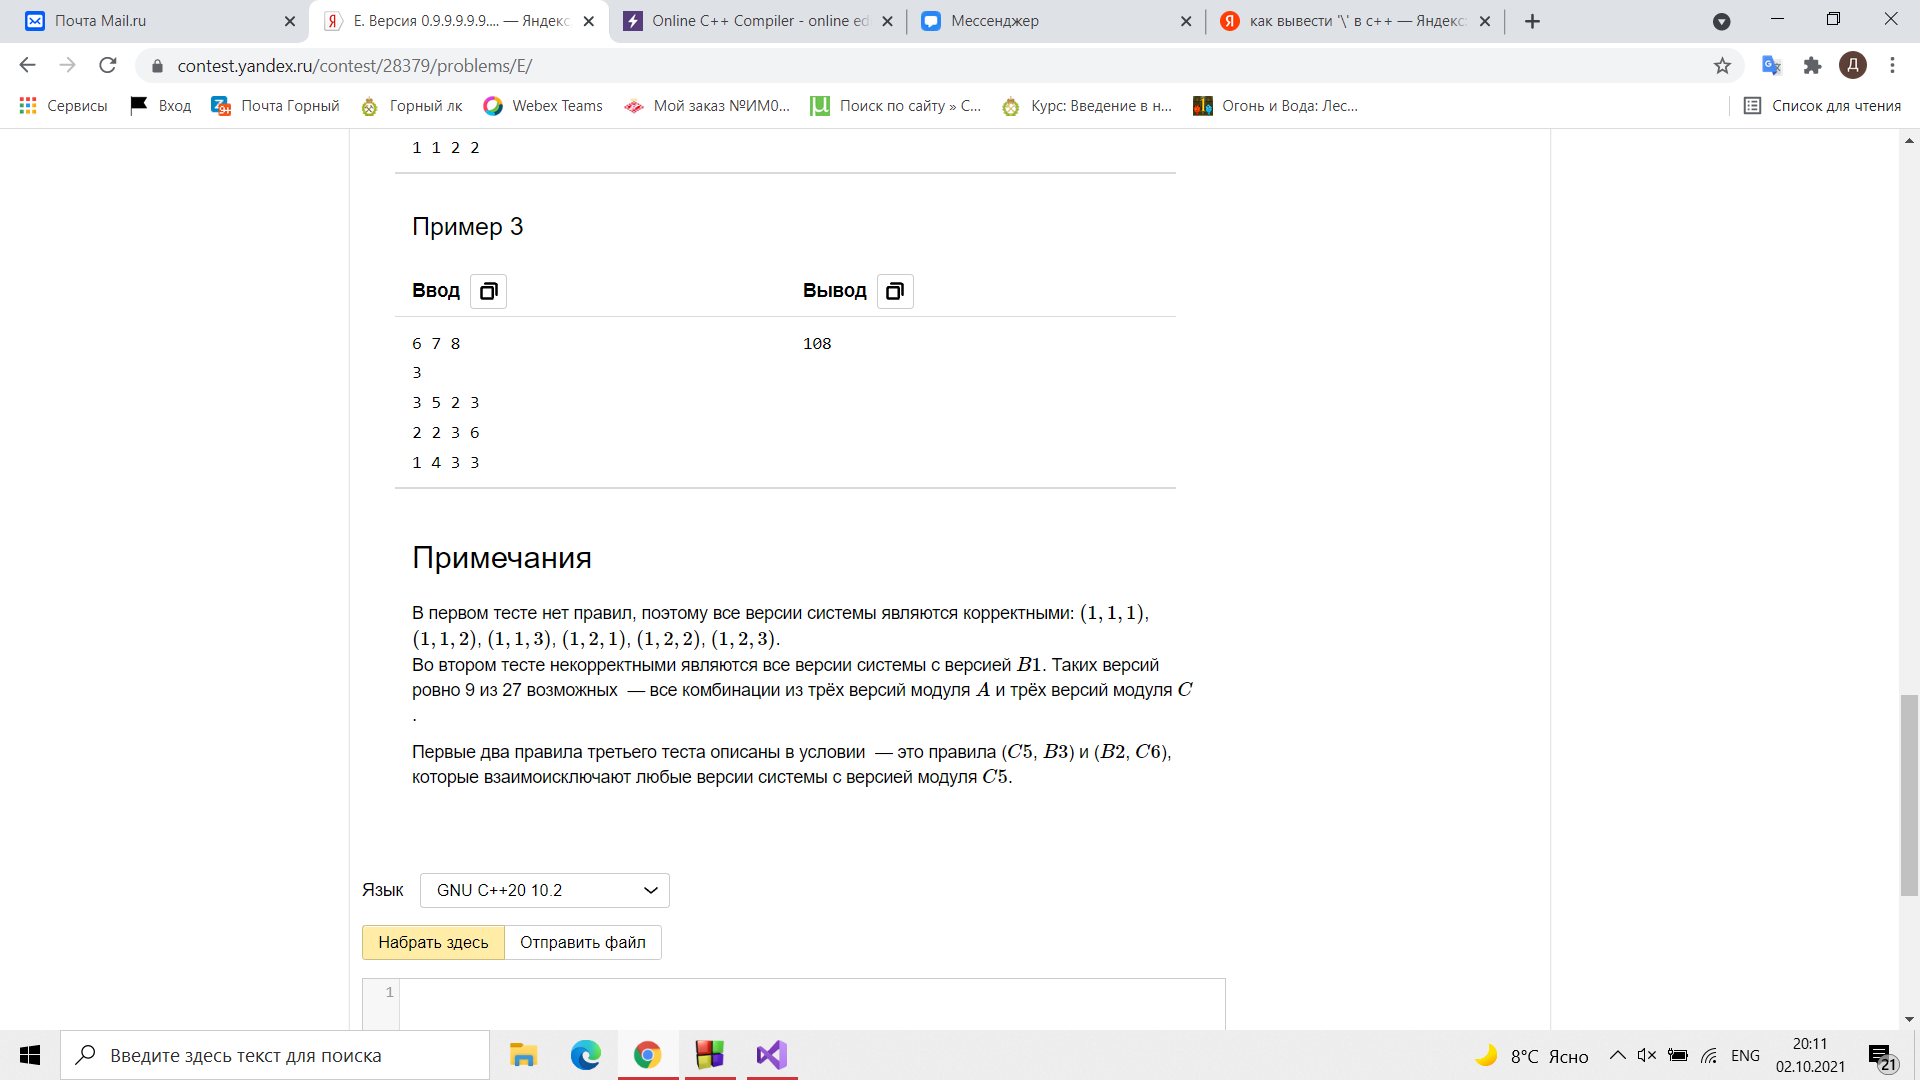 Почта Mail.ru
E. Версия 0.9.9.9.9.9.... — Яндекс
Online C++ Compiler - online ed
Мессенджер
как вывести '\' в c++ — Яндекс
contest.yandex.ru/contest/28379/problems/E/
Д
Сервисы
Вход
Почта Горный
Горный лк
Webex Teams
Мой заказ №ИМ0...
Поиск по сайту » С...
Курс: Введение в н...
Огонь и Вода: Лес...
Список для чтения
1 1 2 2
Пример 3
Ввод
Вывод
6 7 8
108
3
3 5 2 3
2 2 3 6
1 4 3 3
Примечания
В первом тесте нет правил, поэтому все версии системы являются корректными: (1, 1, 1),
(1, 1, 2), (1, 1, 3), (1, 2, 1), (1, 2, 2), (1, 2, 3).
Во втором тесте некорректными являются все версии системы с версией B1. Таких версий
ровно 9 из 27 возможных — все комбинации из трёх версий модуля A и трёх версий модуля C
.
Первые два правила третьего теста описаны в условии — это правила (C5, B3) и (B2, C6),
которые взаимоисключают любые версии системы с версией модуля C5.
Язык
GNU C++20 10.2
Набрать здесь
Отправить файл
1
Введите здесь текст для поиска
8°C Ясно
ENG
20:11
02.10.2021
21